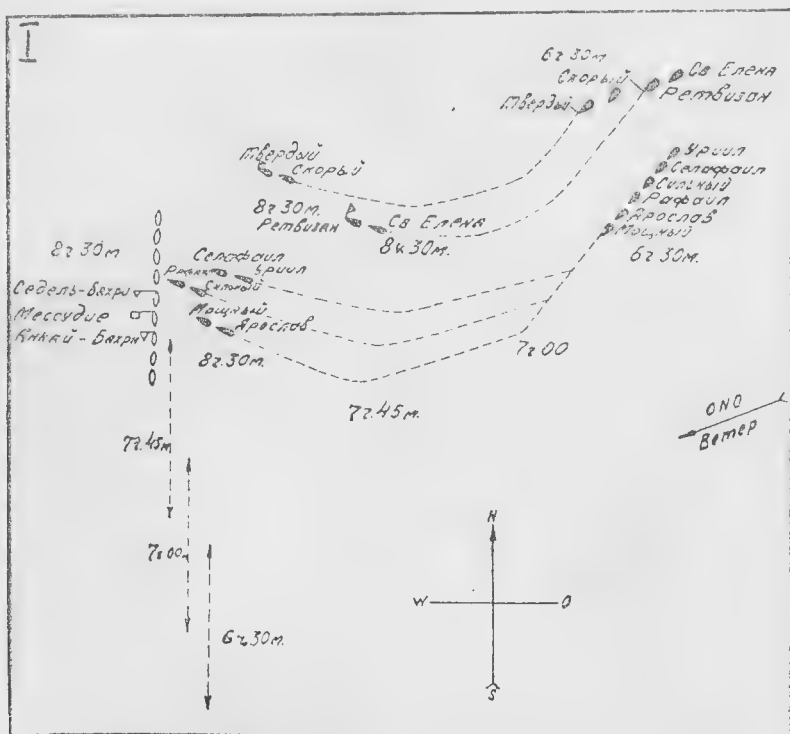 I
6 г 30 м
Скорый
Твердый
Св Елена
Ретвизан
Уриил
Селафаил
Сильный
Рафаил
Ярослав
Мощный
6 г. 30 м.
Твердый
Скорый
8 г 30 м.
Ретвизан
Св Елена
8 ч. 30 м.
8 г 30 м
Селафаил
Уриил
Сильный
Мощный
Ярослав
8 г. 30 м.
Седель-Бахри
Мессудие
7 г 00
7 г. 45 м.
ONO
Ветер
7 г. 45 м
7 г 00 м
6 ч 30 м.
N
W
O
S